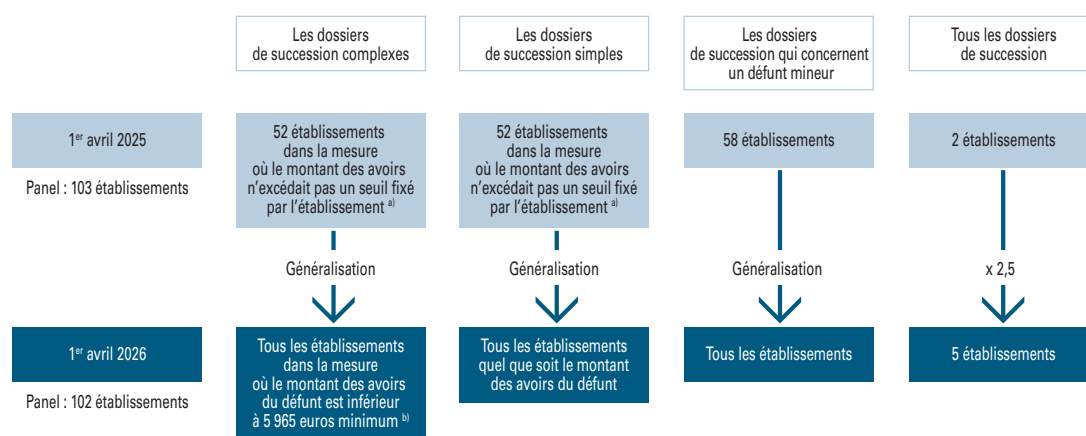 Les dossiers
de succession complexes
Les dossiers
de succession simples
Les dossiers
de succession qui concernent
un défunt mineur
Tous les dossiers
de succession
1er avril 2025
Panel : 103 établissements
52 établissements
dans la mesure
où le montant des avoirs
n'excédait pas un seuil fixé
par l'établissement a)
52 établissements
dans la mesure
où le montant des avoirs
n'excédait pas un seuil fixé
par l'établissement a)
58 établissements
2 établissements
Généralisation
Généralisation
Généralisation
x 2,5
1er avril 2026
Panel : 102 établissements
Tous les établissements
dans la mesure
où le montant des avoirs
du défunt est inférieur
à 5 965 euros minimum b)
Tous les établissements
quel que soit le montant
des avoirs du défunt
Tous les établissements
5 établissements